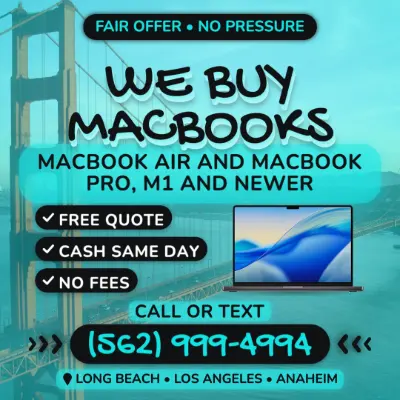 FAIR OFFER • NO PRESSURE
WE BUY
MACBOOKS
MACBOOK AIR AND MACBOOK
PRO, M1 AND NEWER
FREE QUOTE
CASH SAME DAY
NO FEES
CALL OR TEXT
(562) 999-4994
LONG BEACH • LOS ANGELES • ANAHEIM